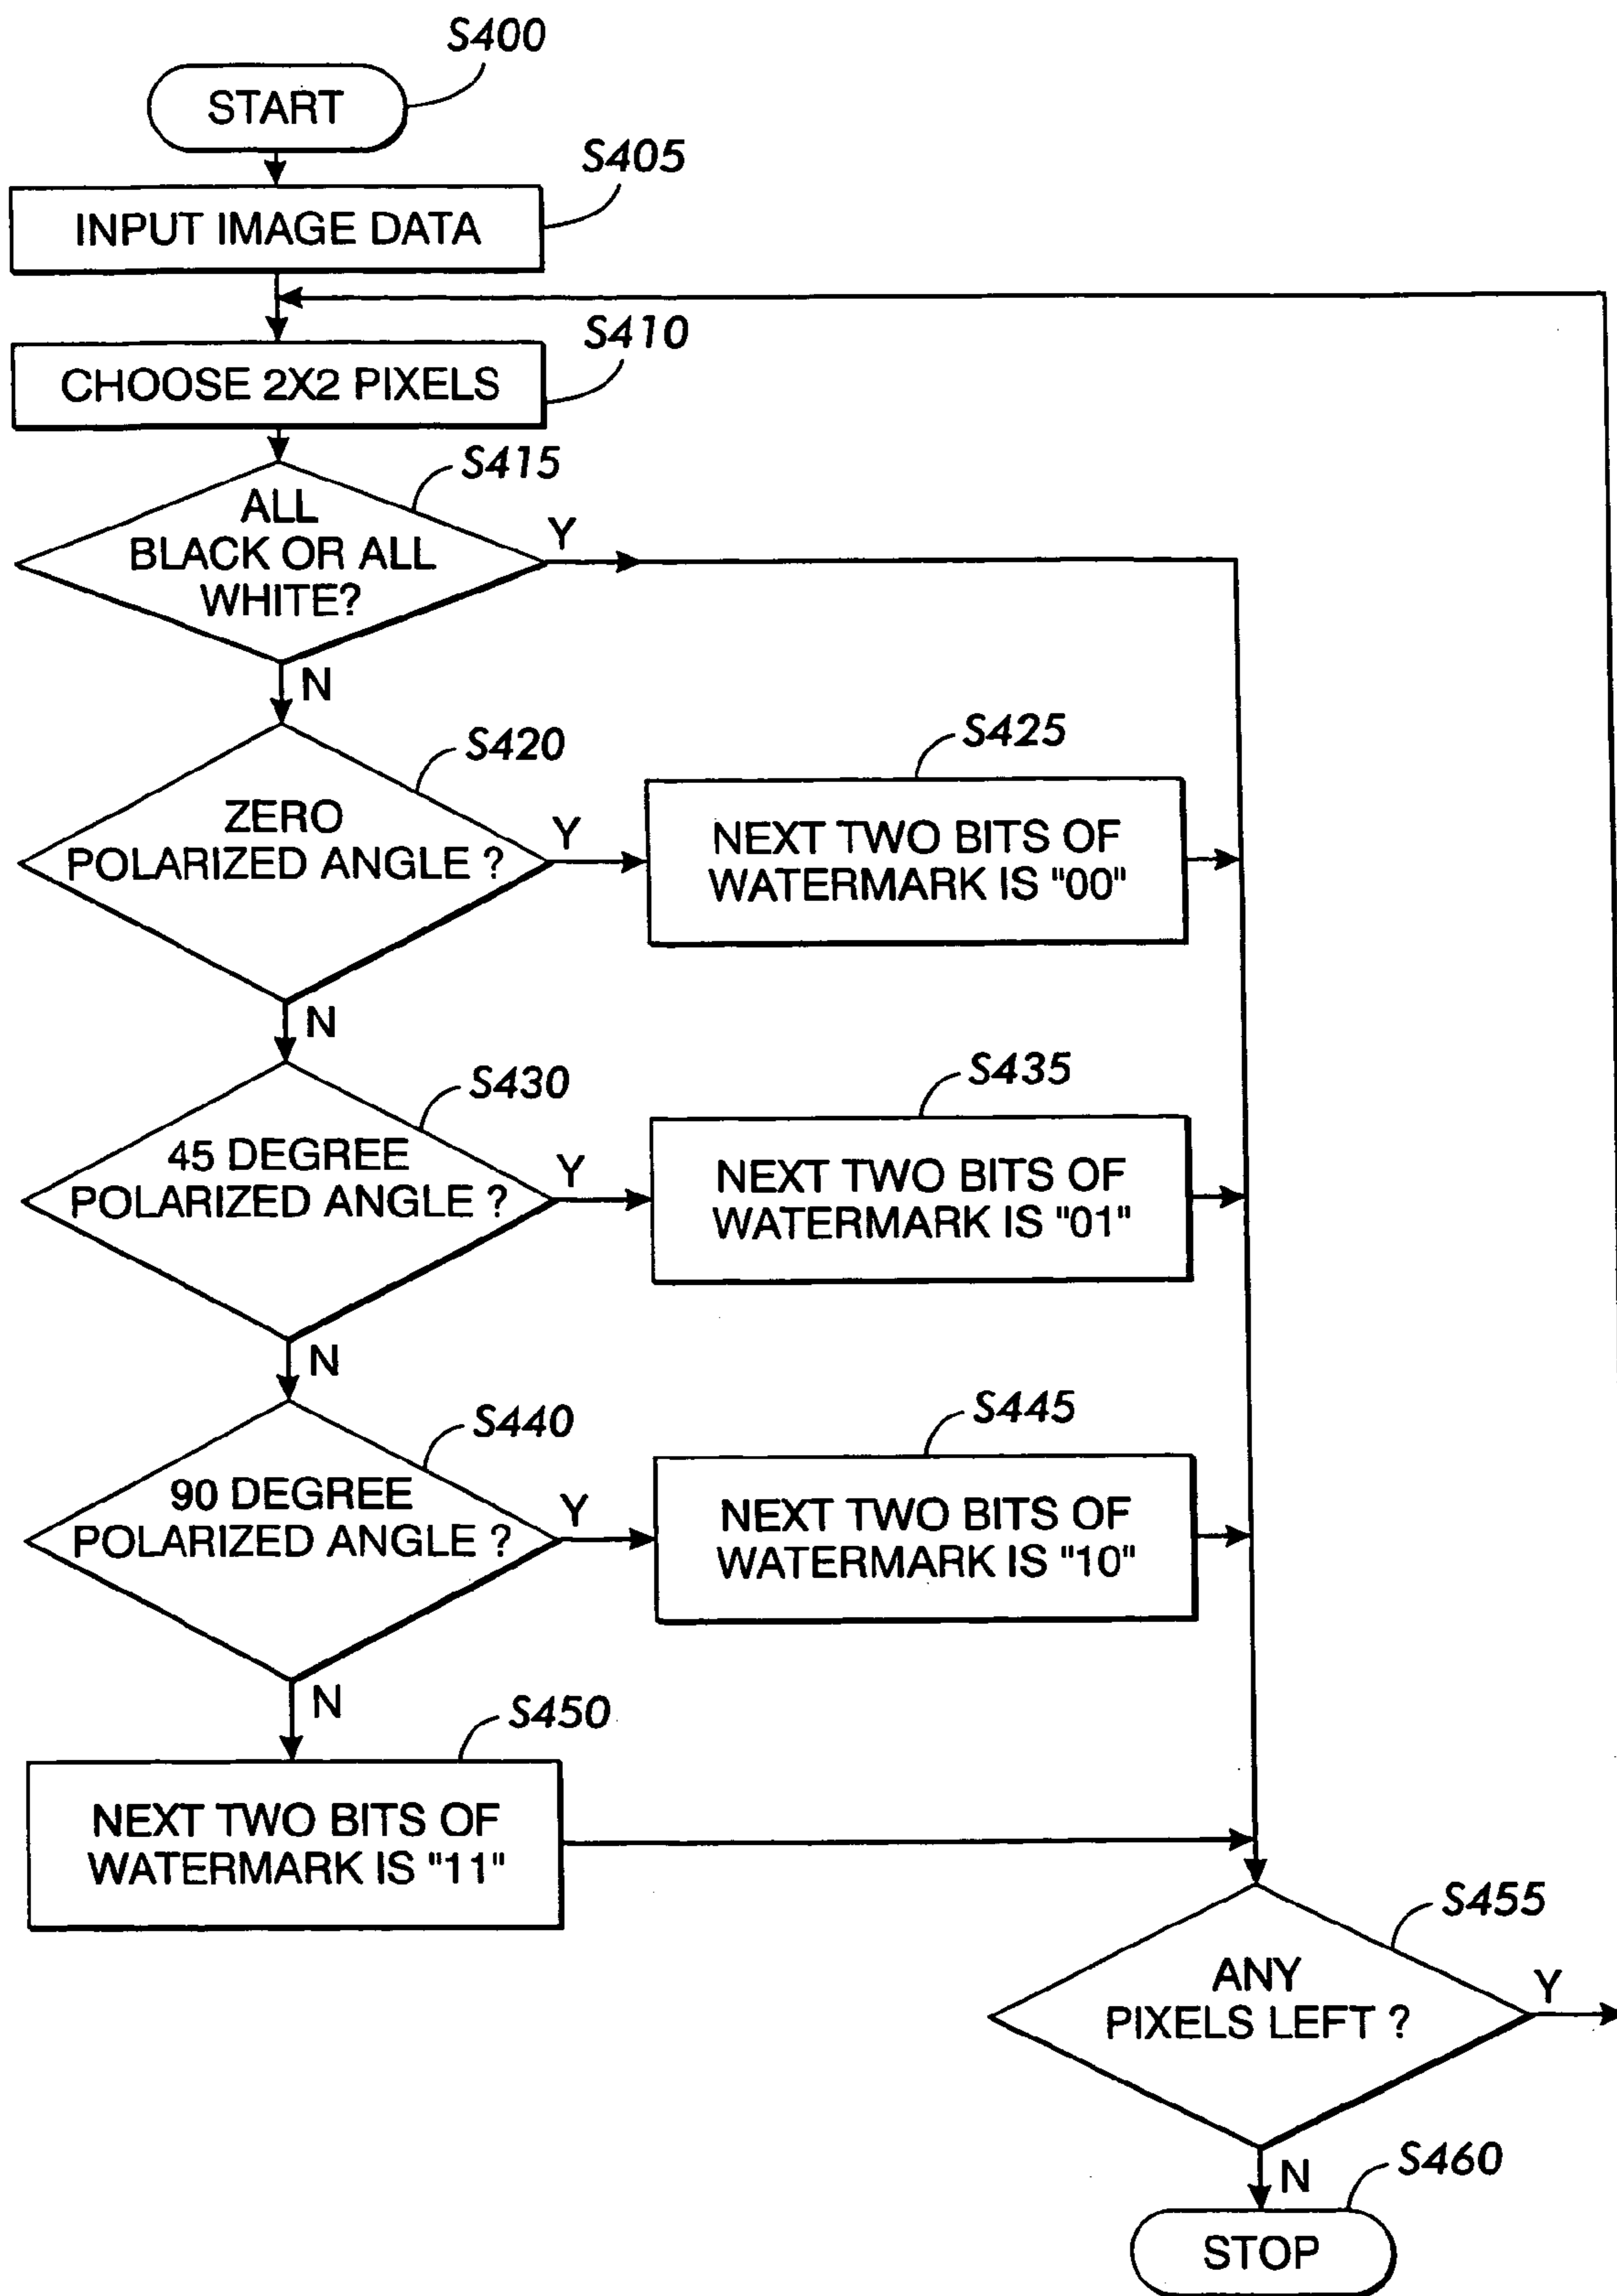 S400
START
S405
INPUT IMAGE DATA
S410
CHOOSE 2X2 PIXELS
S415
ALL
BLACK OR ALL
WHITE?
Y
N
S420
ZERO
POLARIZED ANGLE ?
Y
S425
NEXT TWO BITS OF
WATERMARK IS "00"
N
S430
45 DEGREE
POLARIZED ANGLE ?
Y
S435
NEXT TWO BITS OF
WATERMARK IS "01"
N
S440
90 DEGREE
POLARIZED ANGLE ?
Y
S445
NEXT TWO BITS OF
WATERMARK IS "10"
N
S450
NEXT TWO BITS OF
WATERMARK IS "11"
S455
ANY
PIXELS LEFT ?
Y
N
S460
STOP